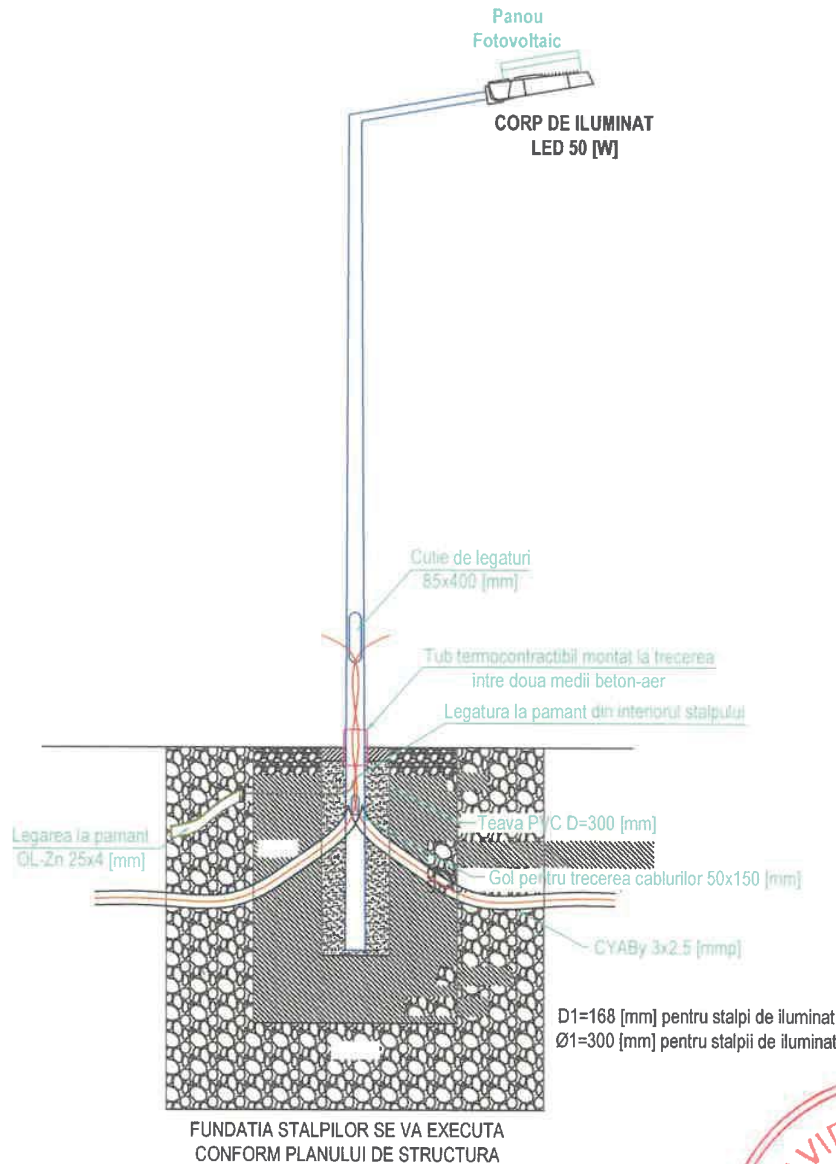 Panou
Fotovoltaic
CORP DE ILUMINAT
LED 50 [W]
Cutie de legaturi
85x400 [mm]
Tub termocontractibil montat la trecerea
intre doua medii beton-aer
Legatura la pamant din interiorul stalpului
Teava PVC D=300 [mm]
Legarea la pamant
OL-Zn 25x4 [mm]
Gol pentru trecerea cablurilor 50x150 [mm]
CYABy 3x2.5 [mmp]
D1=168 [mm] pentru stalpi de iluminat
Ø1=300 [mm] pentru stalpii de iluminat
FUNDATIA STALPILOR SE VA EXECUTA
CONFORM PLANULUI DE STRUCTURA